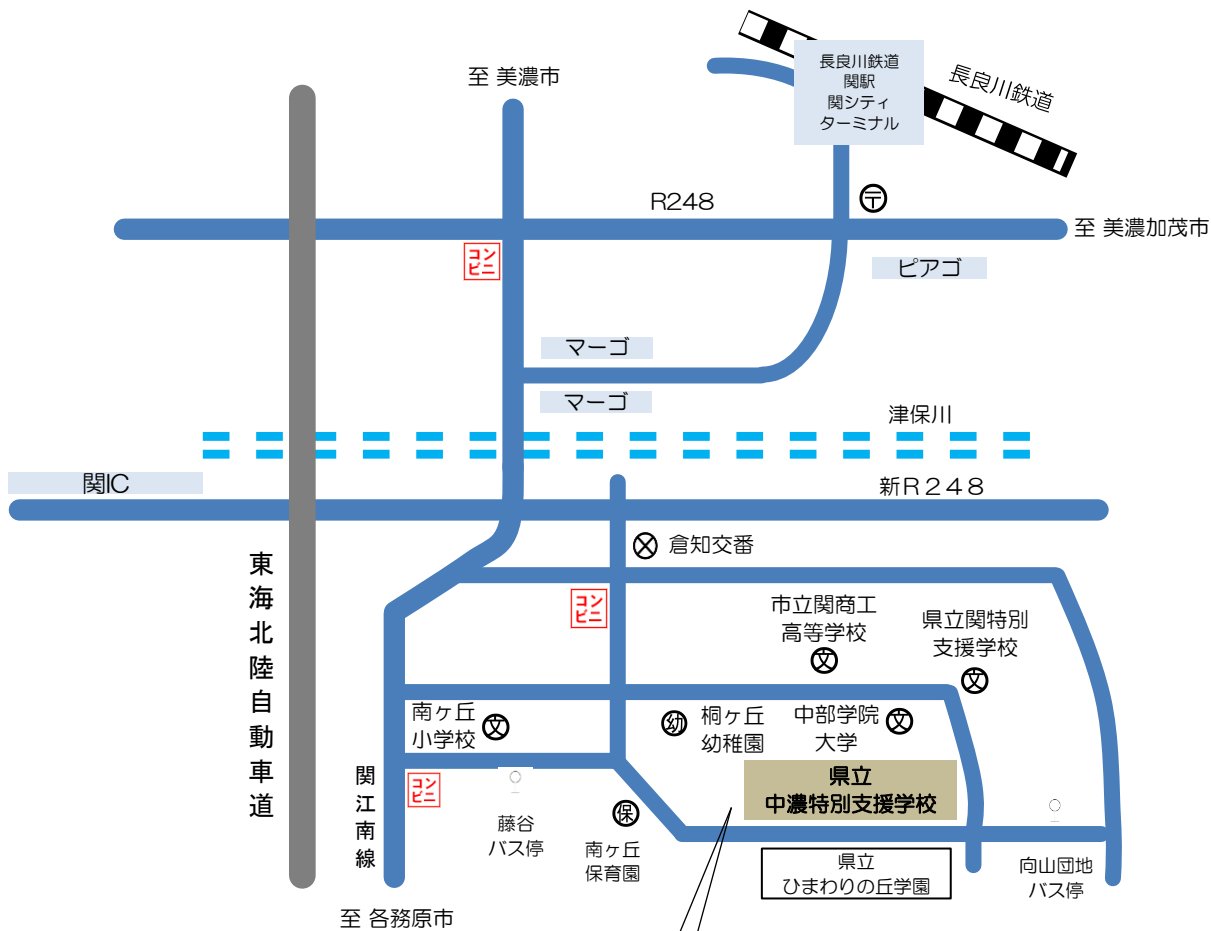 長良川鉄道
関駅
関シティ
ターミナル
長良川鉄道
至 美濃市
R248
〒
至 美濃加茂市
コン
ビニ
ピアゴ
マーゴ
マーゴ
津保川
関IC
新R248
倉知交番
東海北陸自動車道
コン
ビニ
市立関商工
高等学校
文
県立関特別
支援学校
文
南ヶ丘
小学校
文
幼
桐ヶ丘
幼稚園
中部学院
大学
文
県立
中濃特別支援学校
関江南線
コン
ビニ
藤谷
バス停
保
南ヶ丘
保育園
県立
ひまわりの丘学園
向山団地
バス停
至 各務原市